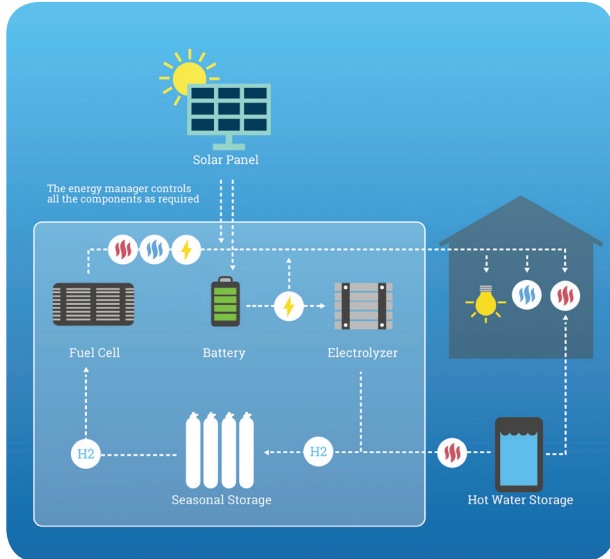 Solar Panel
The energy manager controls
all the components as required
Fuel Cell
Battery
Electrolyzer
H2
H2
Seasonal Storage
Hot Water Storage